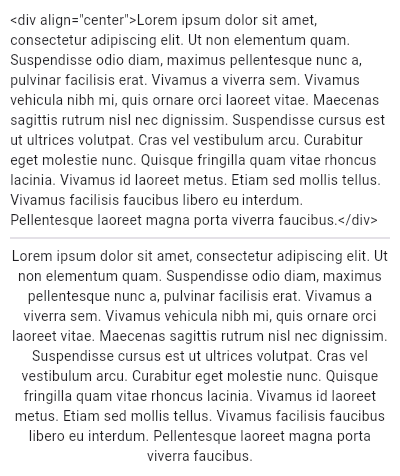 <div align="center">Lorem ipsum dolor sit amet,
consectetur adipiscing elit. Ut non elementum quam.
Suspendisse odio diam, maximus pellentesque nunc a,
pulvinar facilisis erat. Vivamus a viverra sem. Vivamus
vehicula nibh mi, quis ornare orci laoreet vitae. Maecenas
sagittis rutrum nisl nec dignissim. Suspendisse cursus est
ut ultrices volutpat. Cras vel vestibulum arcu. Curabitur
eget molestie nunc. Quisque fringilla quam vitae rhoncus
lacinia. Vivamus id laoreet metus. Etiam sed mollis tellus.
Vivamus facilisis faucibus libero eu interdum.
Pellentesque laoreet magna porta viverra faucibus.</div>
Lorem ipsum dolor sit amet, consectetur adipiscing elit. Ut
non elementum quam. Suspendisse odio diam, maximus
pellentesque nunc a, pulvinar facilisis erat. Vivamus a
viverra sem. Vivamus vehicula nibh mi, quis ornare orci
laoreet vitae. Maecenas sagittis rutrum nisl nec dignissim.
Suspendisse cursus est ut ultrices volutpat. Cras vel
vestibulum arcu. Curabitur eget molestie nunc. Quisque
fringilla quam vitae rhoncus lacinia. Vivamus id laoreet
metus. Etiam sed mollis tellus. Vivamus facilisis faucibus
libero eu interdum. Pellentesque laoreet magna porta
viverra faucibus.